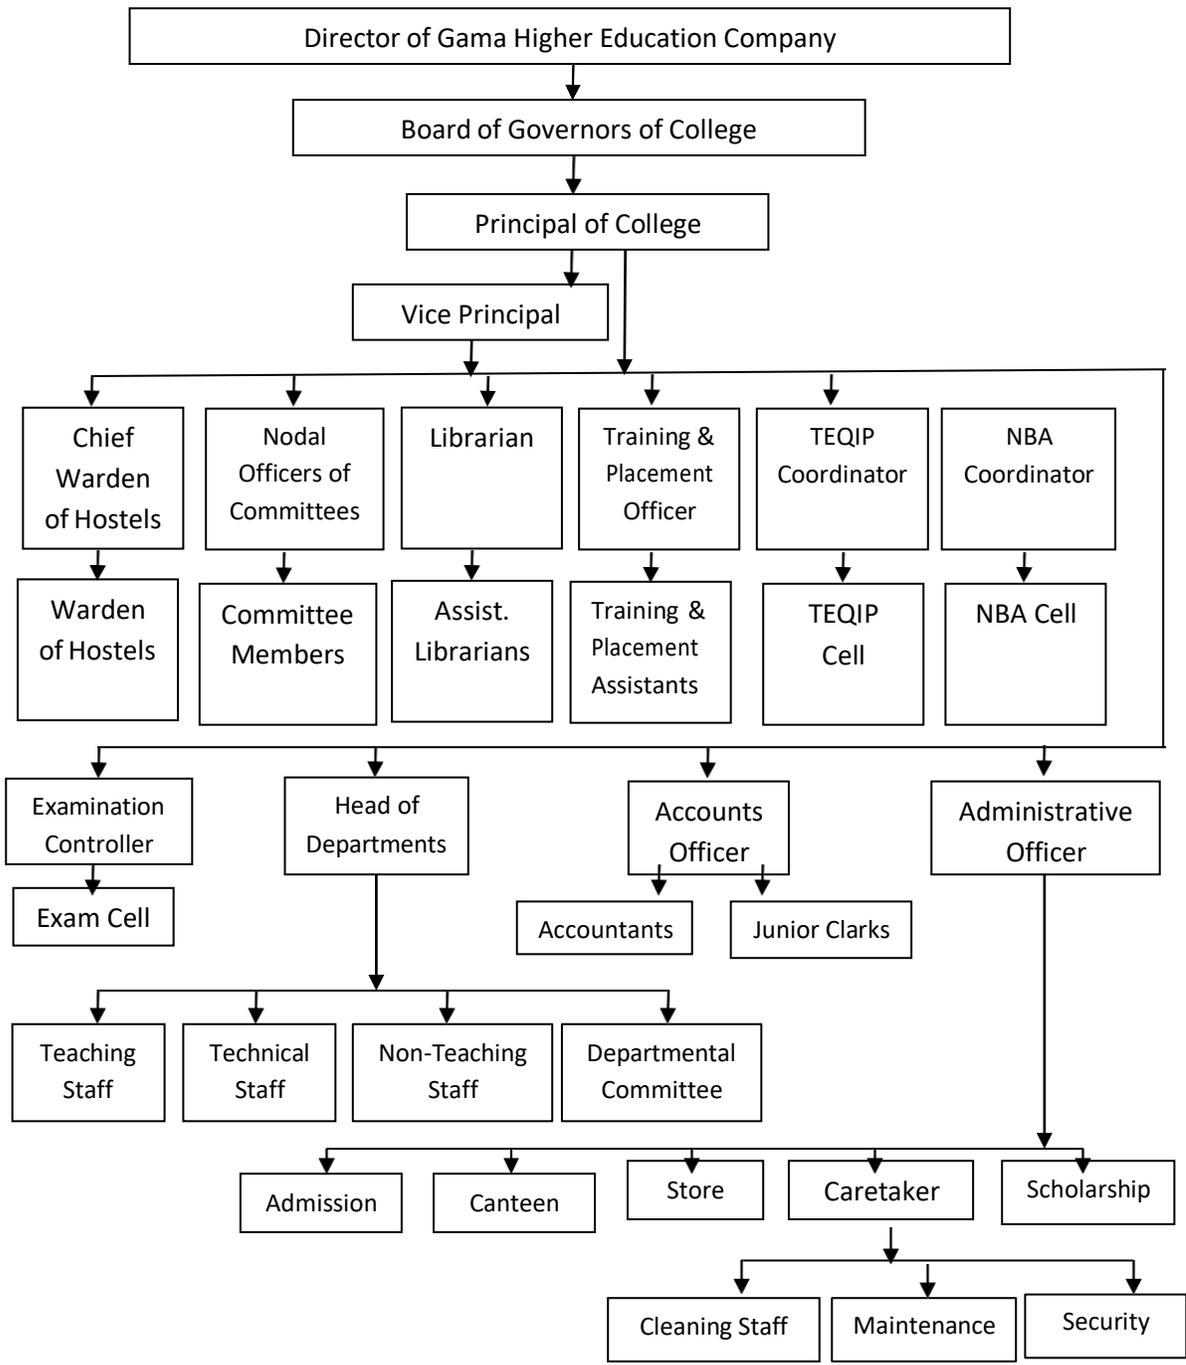 Director of Gama Higher Education Company
Board of Governors of College
Principal of College
Vice Principal
Chief
Warden
of Hostels
Nodal
Officers of
Committees
Librarian
Training &
Placement
Officer
TEQIP
Coordinator
NBA
Coordinator
Warden
of Hostels
Committee
Members
Assist.
Librarians
Training &
Placement
Assistants
TEQIP
Cell
NBA Cell
Examination
Controller
Head of
Departments
Accounts
Officer
Administrative
Officer
Exam Cell
Accountants
Junior Clarks
Teaching
Staff
Technical
Staff
Non-Teaching
Staff
Departmental
Committee
Admission
Canteen
Store
Caretaker
Scholarship
Cleaning Staff
Maintenance
Security